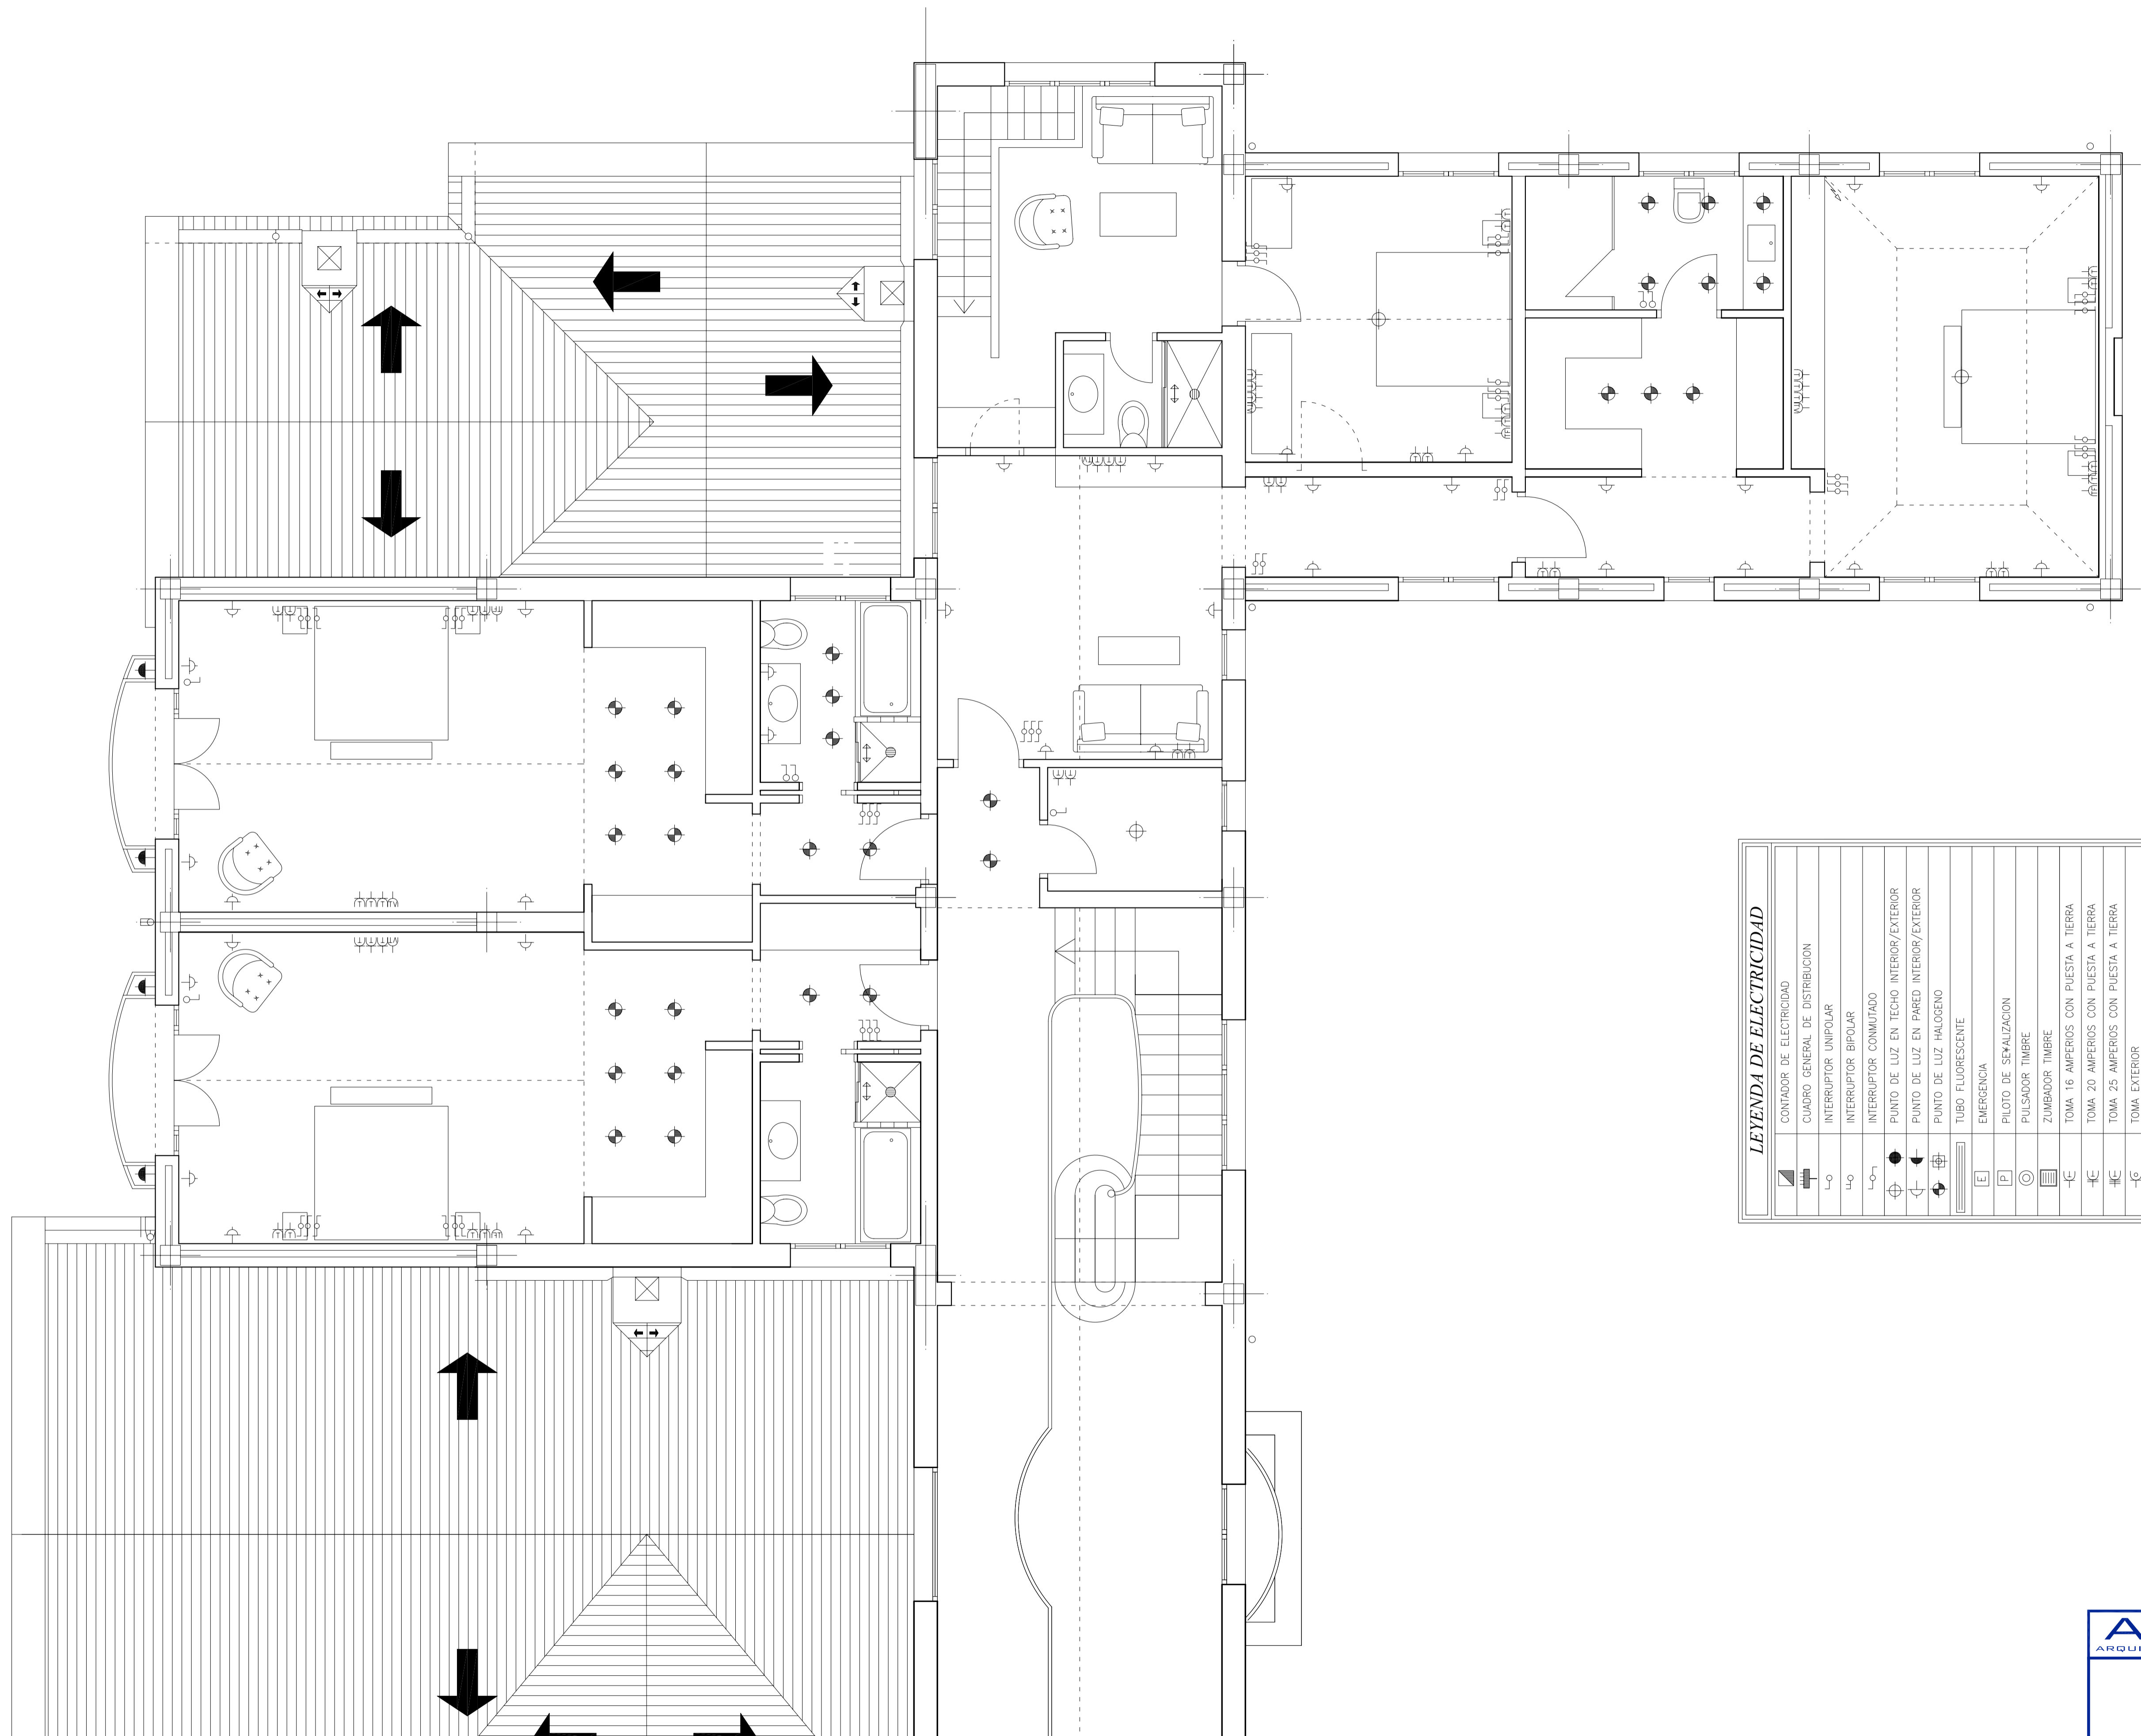 LEYENDA DE ELECTRICIDAD
CONTADOR DE ELECTRICIDAD
CUADRO GENERAL DE DISTRIBUCION
INTERRUPTOR UNIPOLAR
INTERRUPTOR BIPOLAR
INTERRUPTOR CONMUTADO
PUNTO DE LUZ EN TECHO INTERIOR/EXTERIOR
PUNTO DE LUZ EN PARED INTERIOR/EXTERIOR
PUNTO DE LUZ HALOGENO
TUBO FLUORESCENTE
E EMERGENCIA
P PILOTO DE SE¥ALIZACION
PULSADOR TIMBRE
ZUMBADOR TIMBRE
TOMA 16 AMPERIOS CON PUESTA A TIERRA
TOMA 20 AMPERIOS CON PUESTA A TIERRA
TOMA 25 AMPERIOS CON PUESTA A TIERRA
TOMA EXTERIOR
A
ARQU